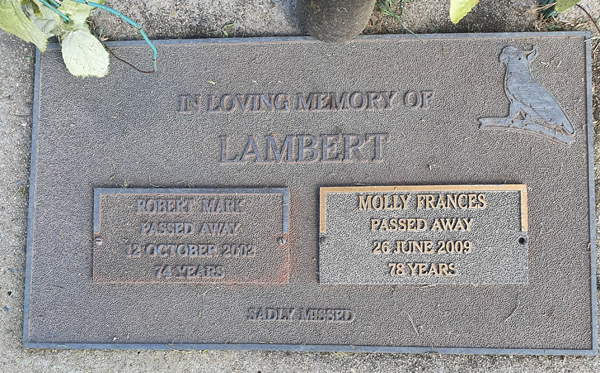 IN LOVING MEMORY OF
LAMBERT
ROBERT MARK
PASSED AWAY
12 OCTOBER 2002
74 YEARS
MOLLY FRANCES
PASSED AWAY
26 JUNE 2009
78 YEARS
SADLY MISSED